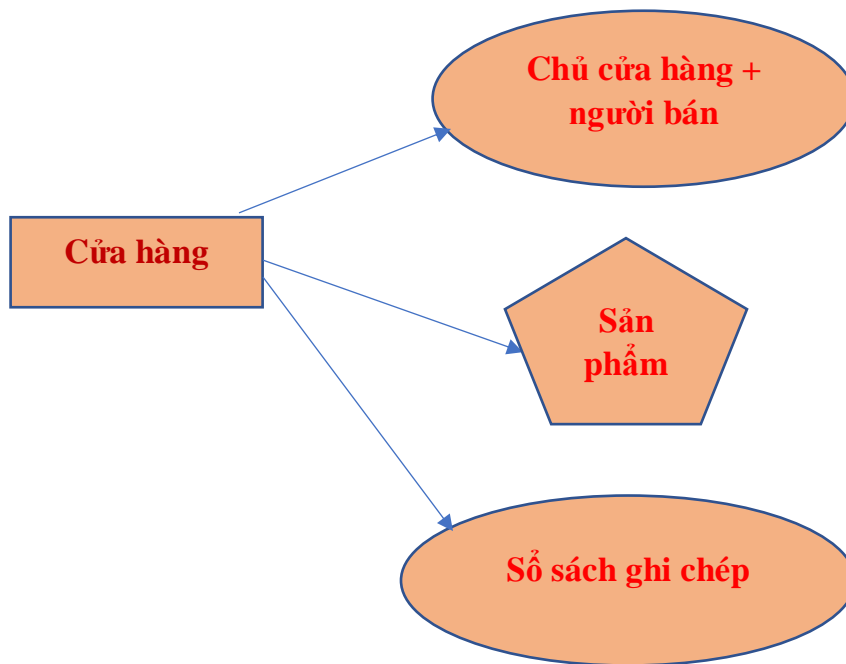 Chủ cửa hàng +
người bán
Cửa hàng
Sản
phẩm
Sổ sách ghi chép